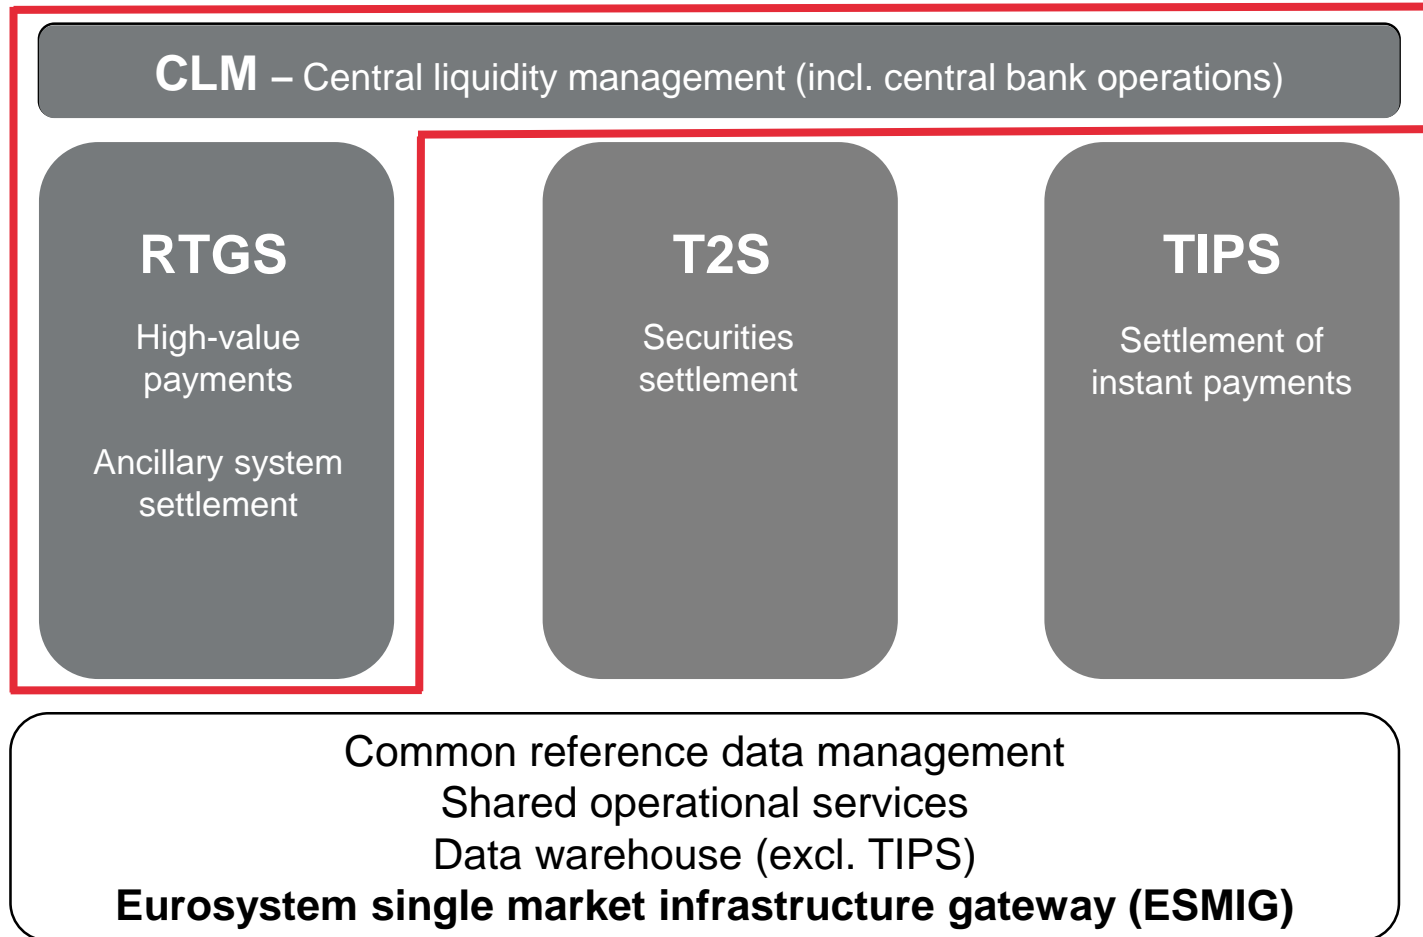 CLM – Central liquidity management (incl. central bank operations)
RTGS
High-value
payments
Ancillary system
settlement
T2S
Securities
settlement
TIPS
Settlement of
instant payments
Common reference data management
Shared operational services
Data warehouse (excl. TIPS)
Eurosystem single market infrastructure gateway (ESMIG)